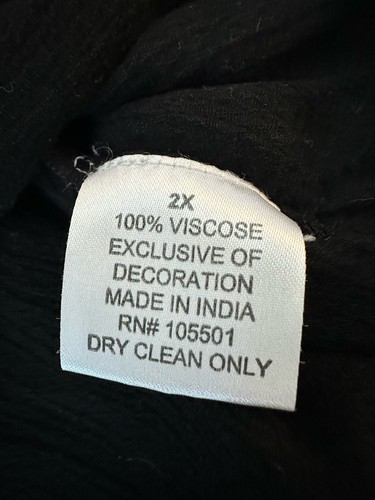 2X
100% VISCOSE
EXCLUSIVE OF
DECORATION
MADE IN INDIA
RN# 105501
DRY CLEAN ONLY